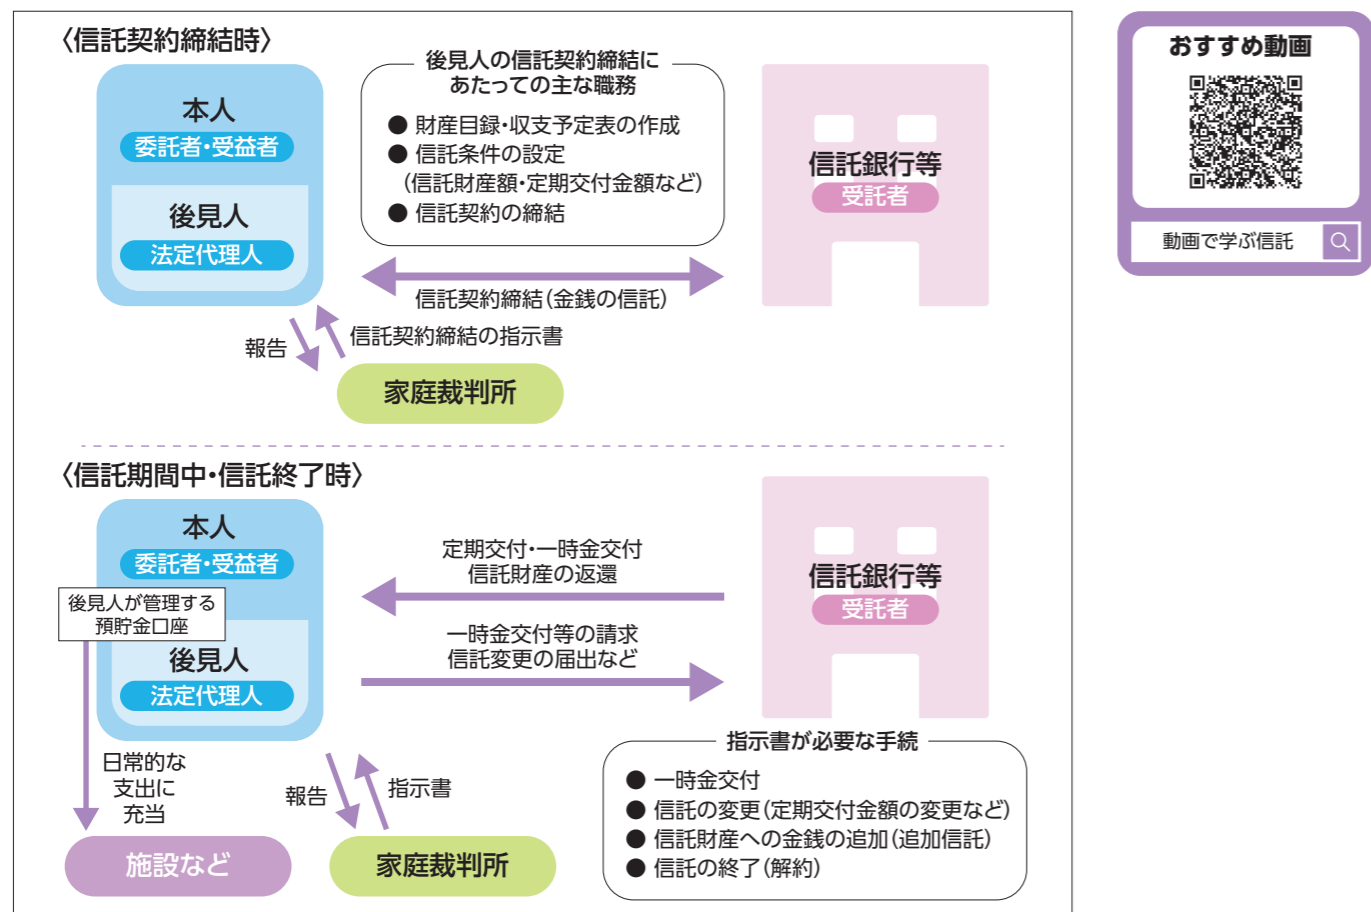 〈信託契約締結時〉
本人
委託者・受益者
後見人
法定代理人
後見人の信託契約締結に
あたっての主な職務
● 財産目録・収支予定表の作成
● 信託条件の設定
（信託財産額・定期交付金額など）
● 信託契約の締結
信託銀行等
受託者
信託契約締結（金銭の信託）
報告
信託契約締結の指示書
家庭裁判所
おすすめ動画
動画で学ぶ信託
〈信託期間中・信託終了時〉
本人
委託者・受益者
後見人が管理する
預貯金口座
後見人
法定代理人
定期交付・一時金交付
信託財産の返還
一時金交付等の請求
信託変更の届出など
信託銀行等
受託者
日常的な
支出に
充当
報告
指示書
施設など
家庭裁判所
指示書が必要な手続
● 一時金交付
● 信託の変更（定期交付金額の変更など）
● 信託財産への金銭の追加（追加信託）
● 信託の終了（解約）